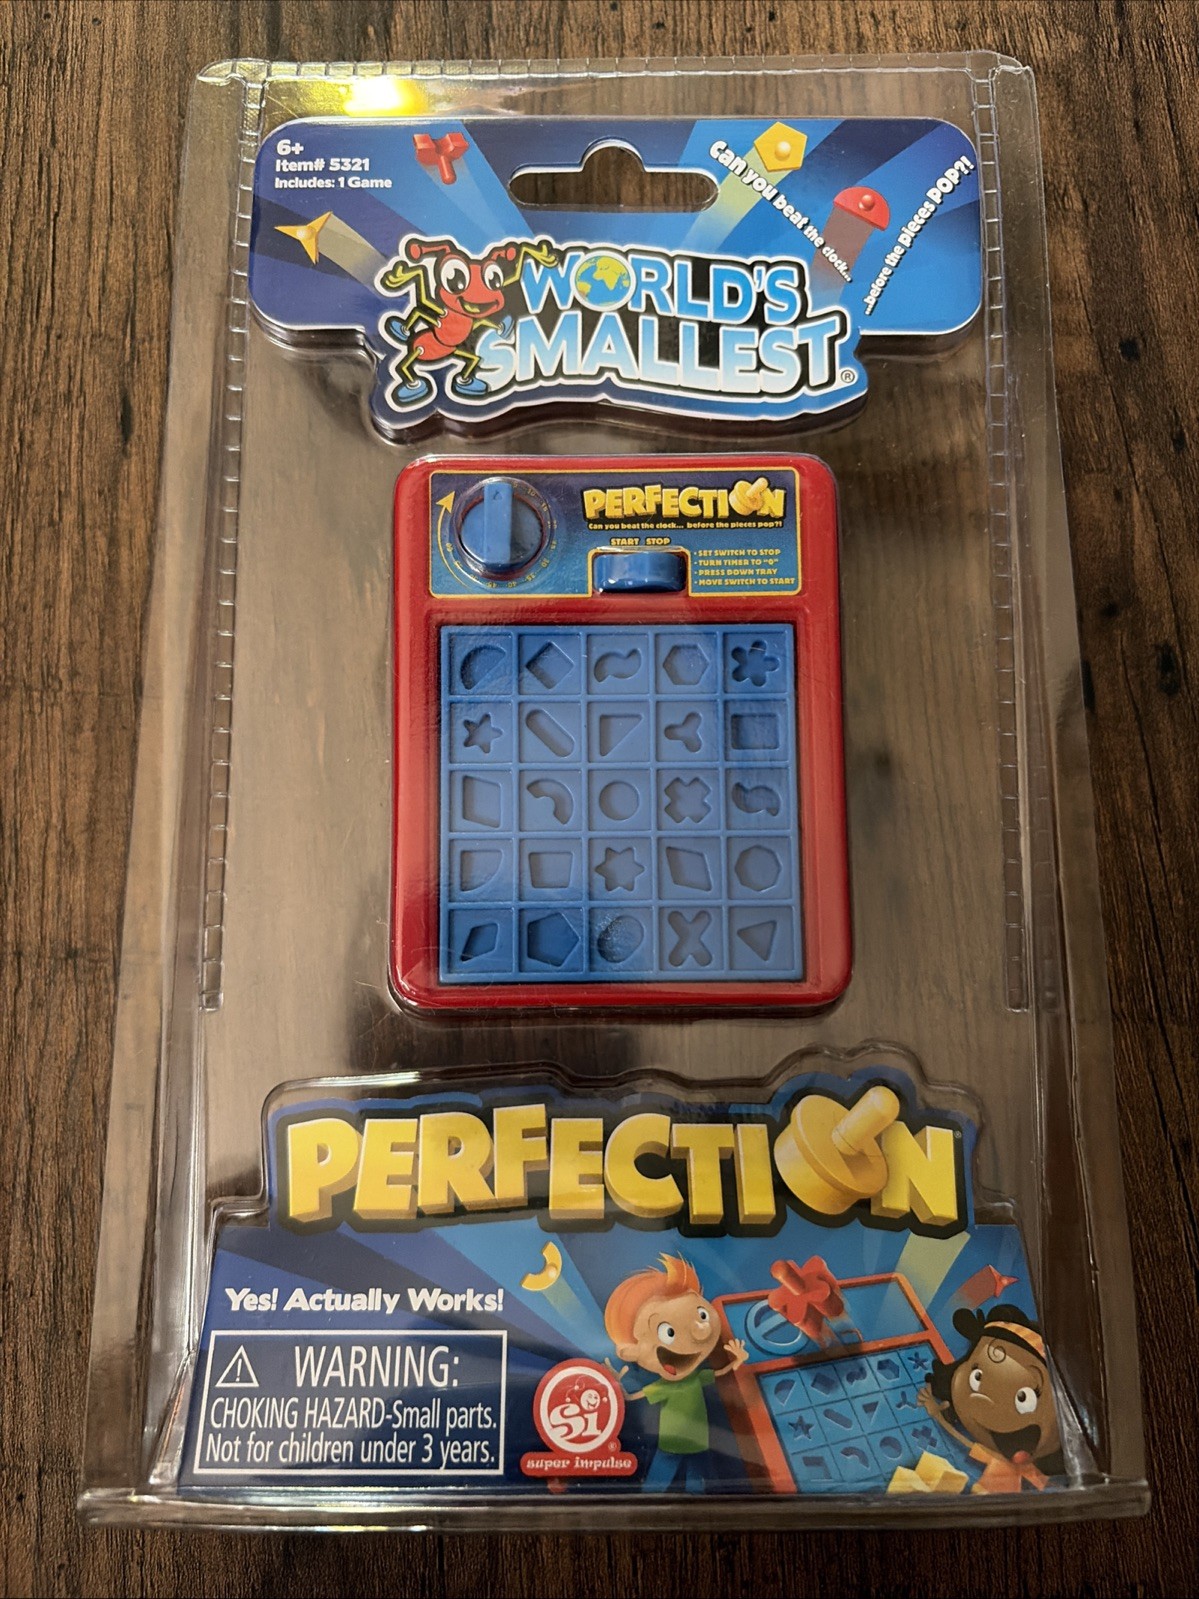 6+
Item# 5321
Includes: 1 Game
Can you beat the clock...
...before the pieces POP?!
WORLD'S
SMALLEST®
PERFECTION
Can you beat the clock... before the pieces pop?!
START STOP
• SET SWITCH TO STOP
• TURN TIMER TO "0"
• PRESS DOWN TRAY
• MOVE SWITCH TO START
PERFECTION
Yes! Actually Works!
WARNING:
CHOKING HAZARD-Small parts.
Not for children under 3 years.
Si®
super impulse